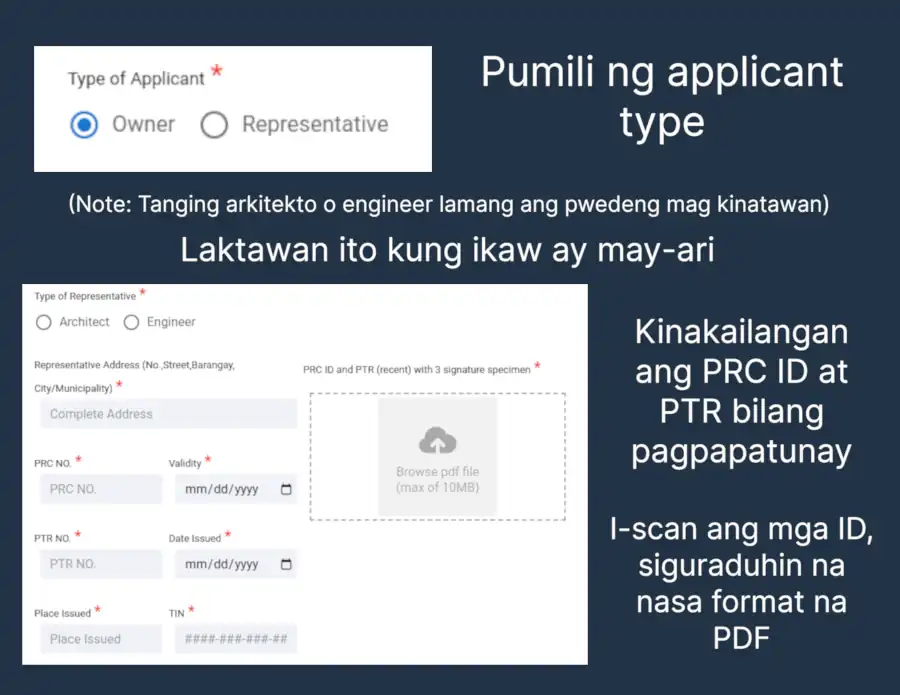 Type of Applicant *
Owner Representative
Pumili ng applicant
type
(Note: Tanging arkitekto o engineer lamang ang pwedeng mag kinatawan)
Laktawan ito kung ikaw ay may-ari
Type of Representative *
Architect Engineer
Representative Address (No.,Street,Barangay,
City/Municipality) *
Complete Address
PRC NO. * Validity *
PRC NO. mm/dd/yyyy
PTR NO. * Date Issued *
PTR NO. mm/dd/yyyy
Place Issued * TIN *
Place Issued ####-###-###-##
PRC ID and PTR (recent) with 3 signature specimen *
Browse pdf file
(max of 10MB)
Kinakailangan
ang PRC ID at
PTR bilang
pagpapatunay
I-scan ang mga ID,
siguraduhin na
nasa format na
PDF